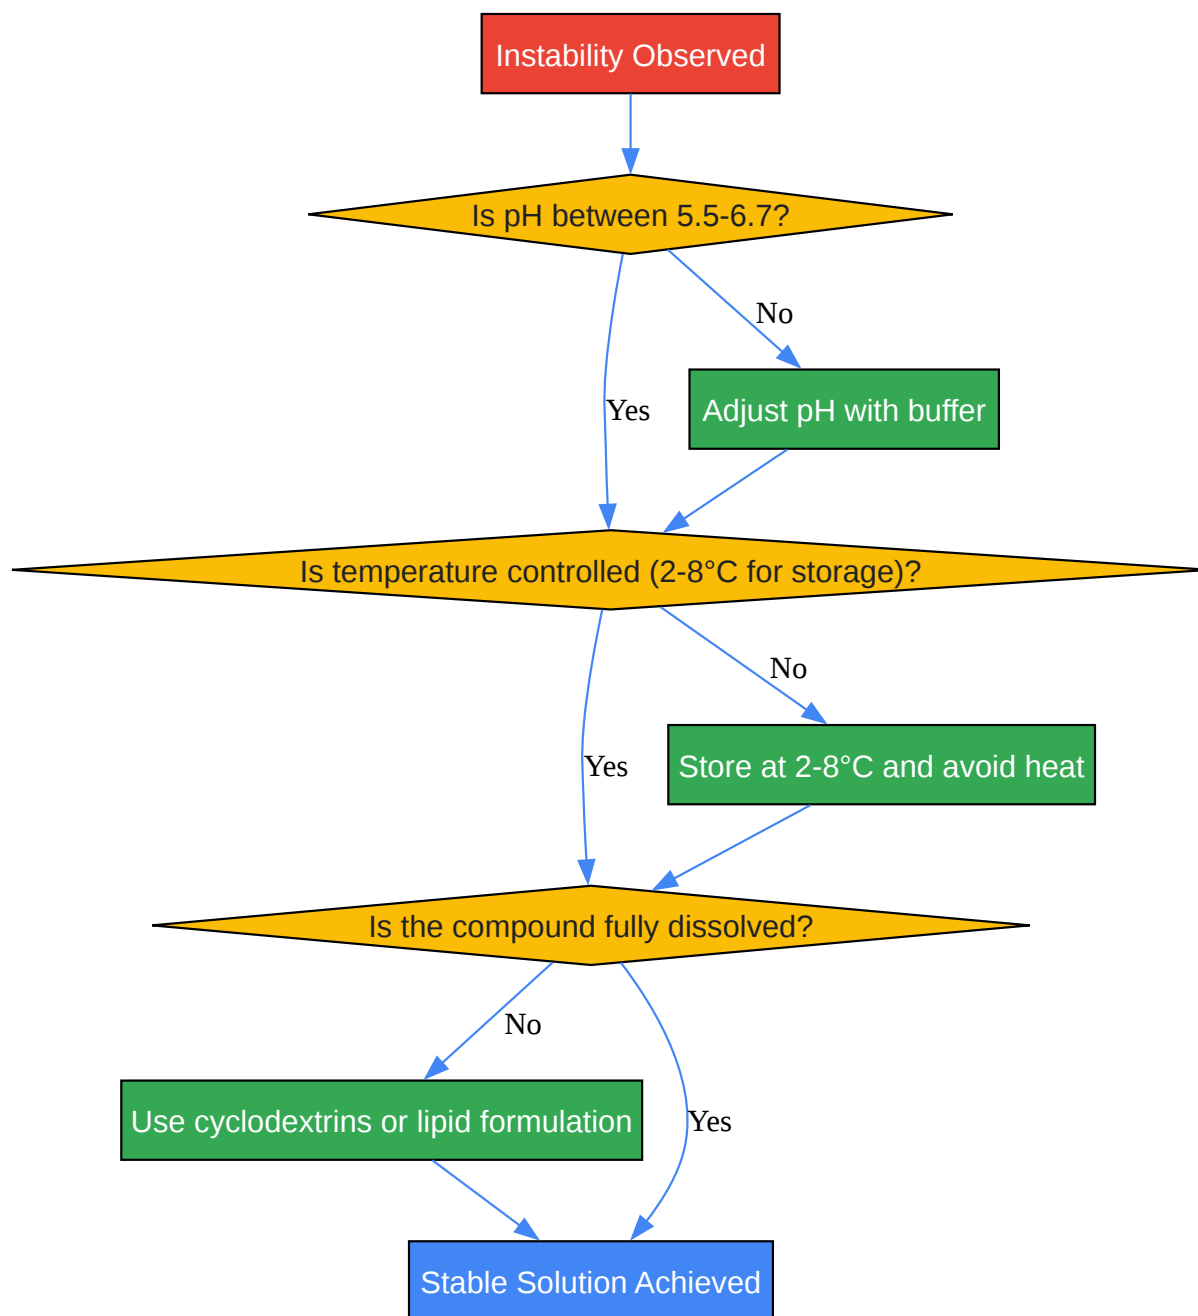 Instability Observed
Is pH between 5.5-6.7?
No
Yes
Adjust pH with buffer
Is temperature controlled (2-8°C for storage)?
No
Yes
Store at 2-8°C and avoid heat
Is the compound fully dissolved?
No
Use cyclodextrins or lipid formulation
Yes
Stable Solution Achieved